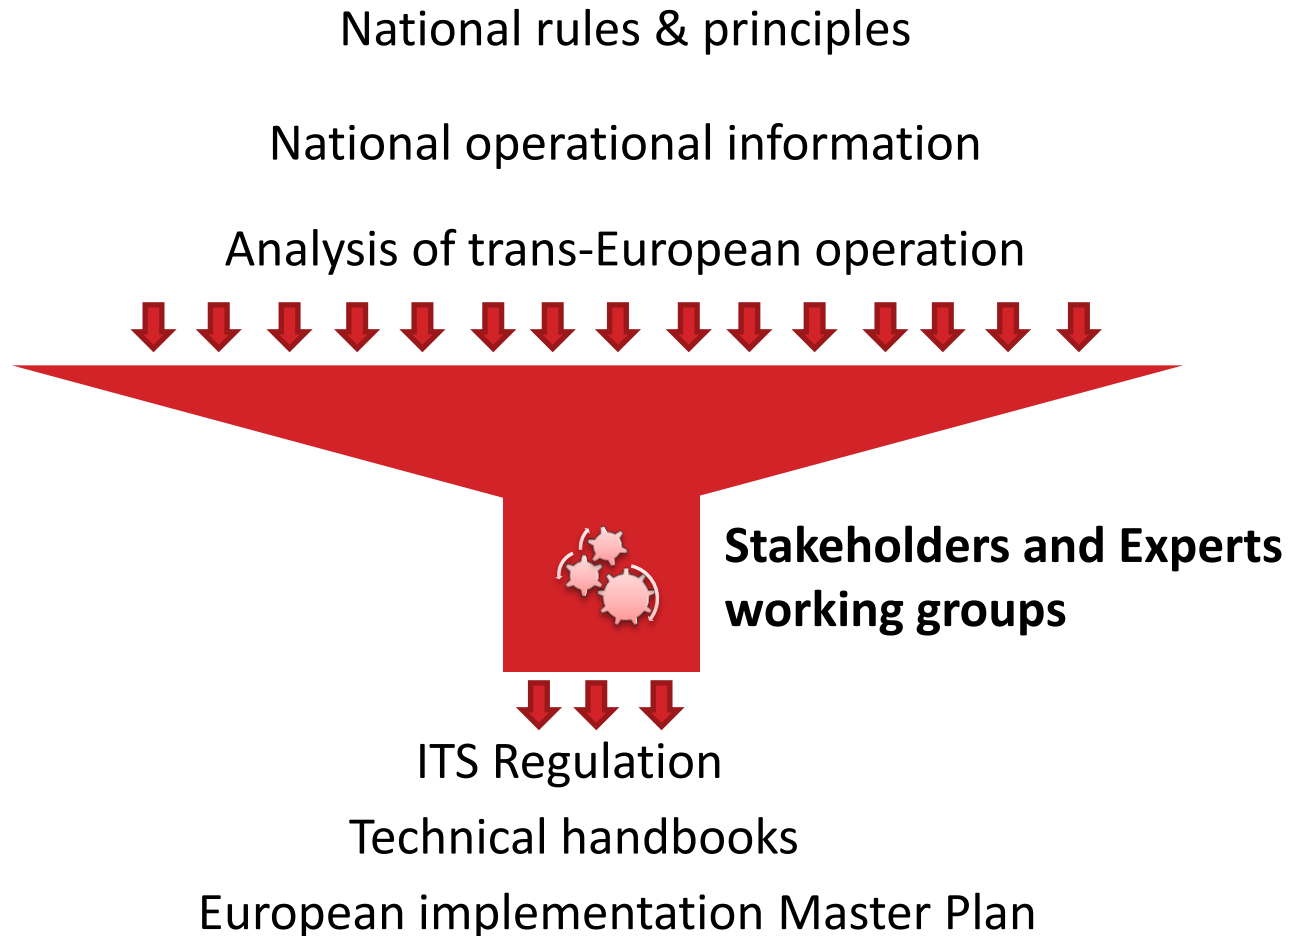 National rules & principles
National operational information
Analysis of trans-European operation
Stakeholders and Experts
working groups
ITS Regulation
Technical handbooks
European implementation Master Plan